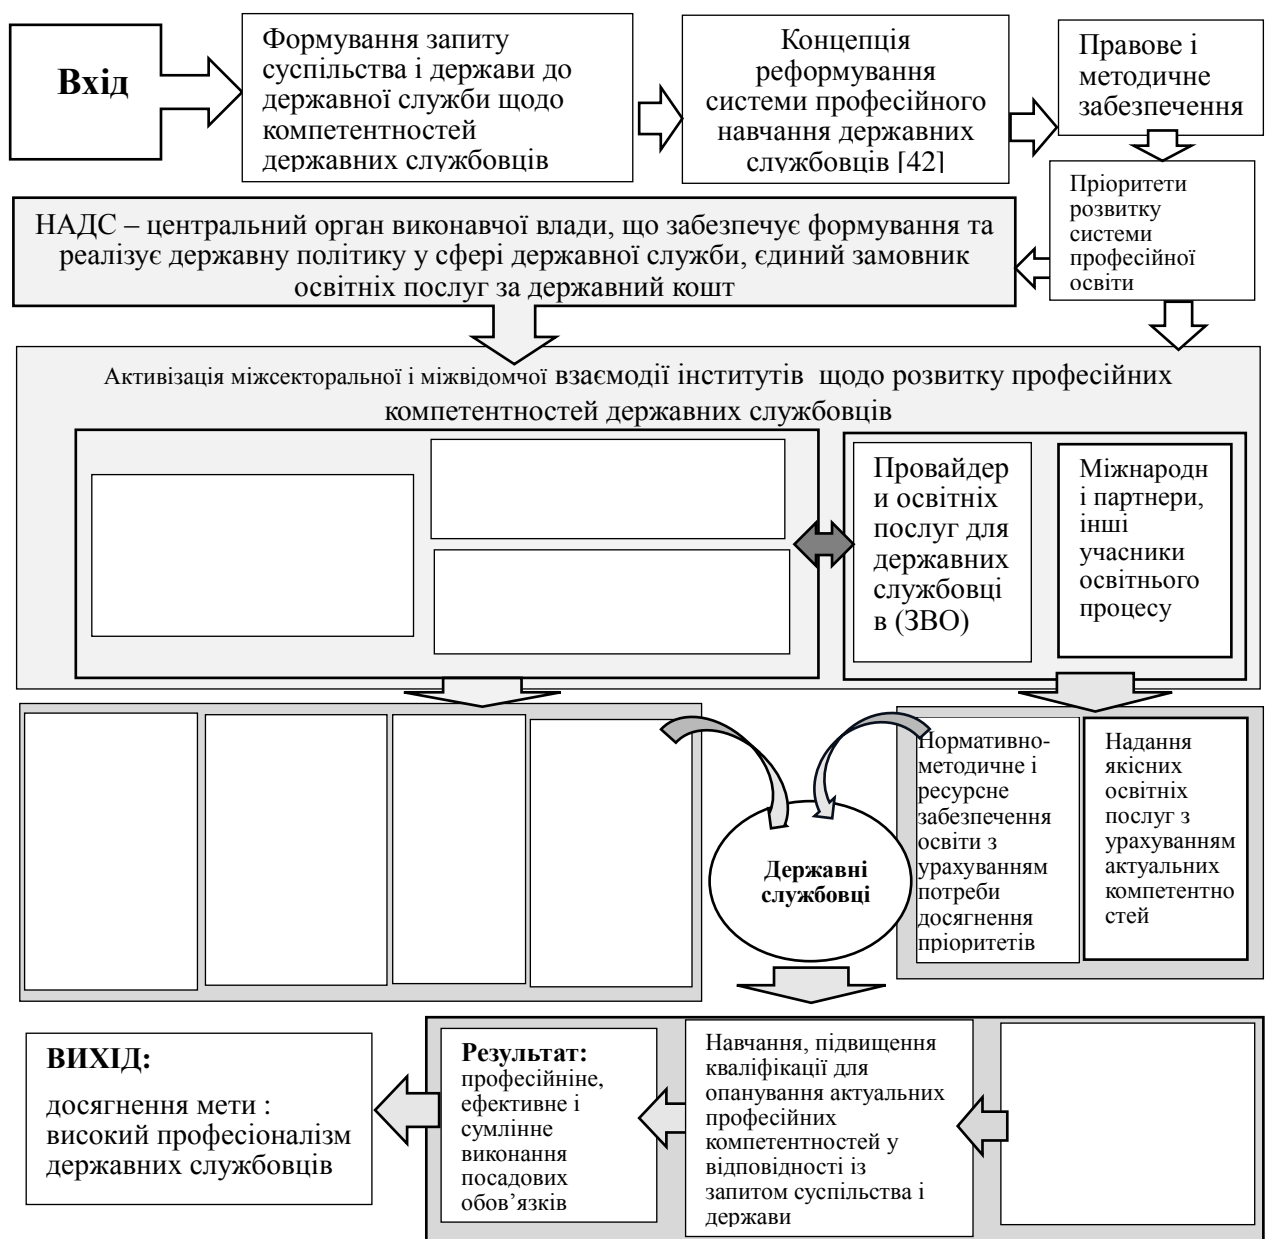 Вхід
Формування запиту
суспільства і держави до
державної служби щодо
компетентностей
державних службовців
Концепція
реформування
системи професійного
навчання державних
службовців [42]
Правове і
методичне
забезпечення
Пріоритети
розвитку
системи
професійної
освіти
НАДС – центральний орган виконавчої влади, що забезпечує формування та
реалізує державну політику у сфері державної служби, єдиний замовник
освітніх послуг за державний кошт
Активізація міжсекторальної і міжвідомчої взаємодії інститутів щодо розвитку професійних
компетентностей державних службовців
Провайдер
и освітніх
послуг для
державних
службовці
в (ЗВО)
Міжнародн
і партнери,
інші
учасники
освітнього
процесу
Нормативно-
методичне і
ресурсне
забезпечення
освіти з
урахуванням
потреби
досягнення
пріоритетів
Надання
якісних
освітніх
послуг з
урахуванням
актуальних
компетентно
стей
Державні
службовці
ВИХІД:
досягнення мети :
високий професіоналізм
державних службовців
Результат:
професійніне,
ефективне і
сумлінне
виконання
посадових
обов’язків
Навчання, підвищення
кваліфікації для
опанування актуальних
професійних
компетентностей у
відповідності із
запитом суспільства і
держави